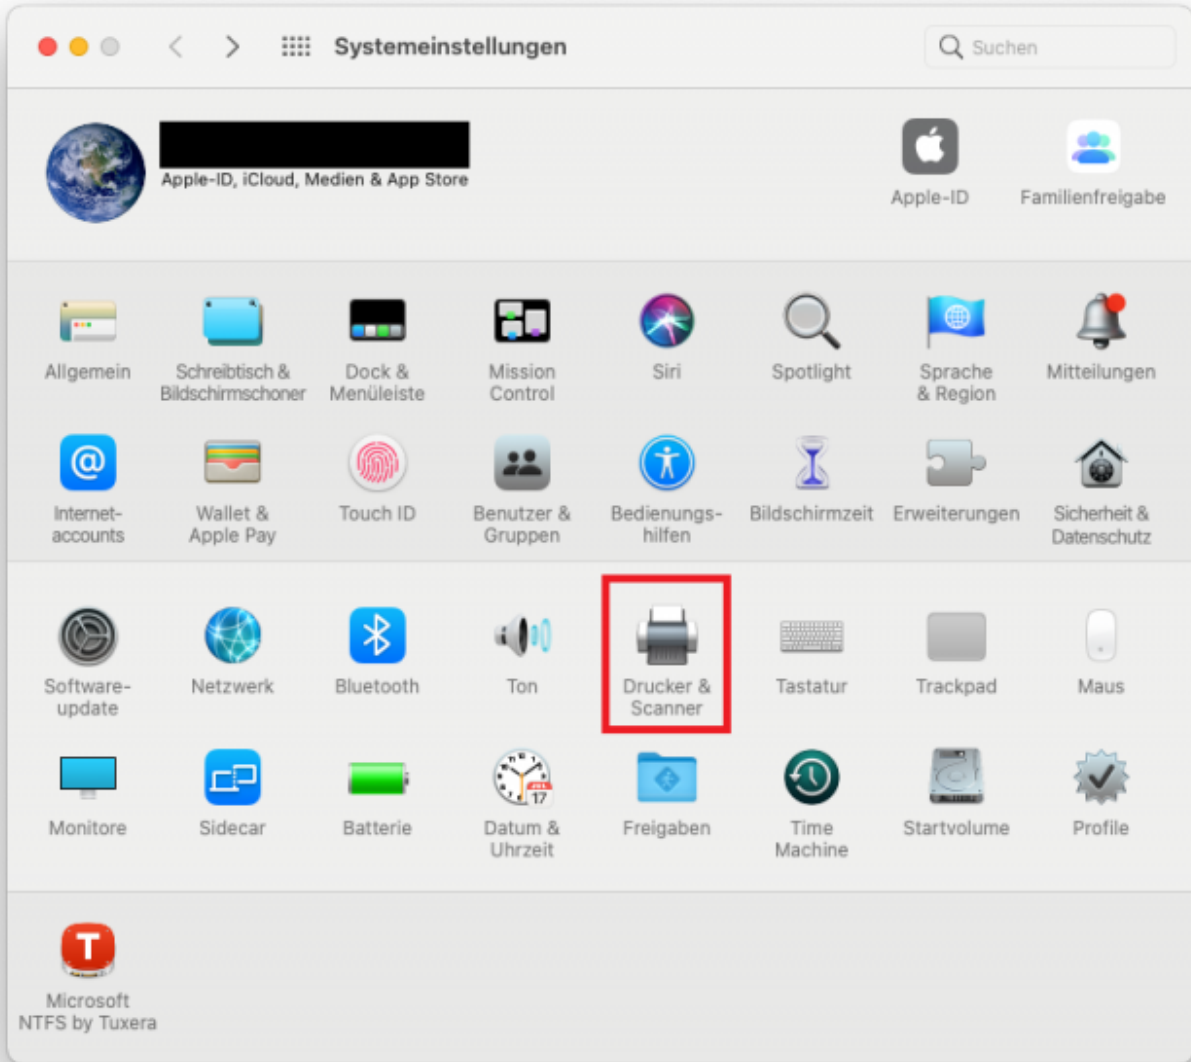 Systemeinstellungen
Suchen
Apple-ID, iCloud, Medien & App Store
Apple-ID
Familienfreigabe
Allgemein
Schreibtisch &
Bildschirmschoner
Dock &
Menüleiste
Mission
Control
Siri
Spotlight
Sprache
& Region
Mitteilungen
@
Internet-
accounts
Wallet &
Apple Pay
Touch ID
Benutzer &
Gruppen
Bedienungs-
hilfen
Bildschirmzeit
Erweiterungen
Sicherheit &
Datenschutz
Software-
update
Netzwerk
Bluetooth
Ton
Drucker &
Scanner
Tastatur
Trackpad
Maus
Monitore
Sidecar
Batterie
JUL
17
Datum &
Uhrzeit
Freigaben
Time
Machine
Startvolume
Profile
T
Microsoft
NTFS by Tuxera